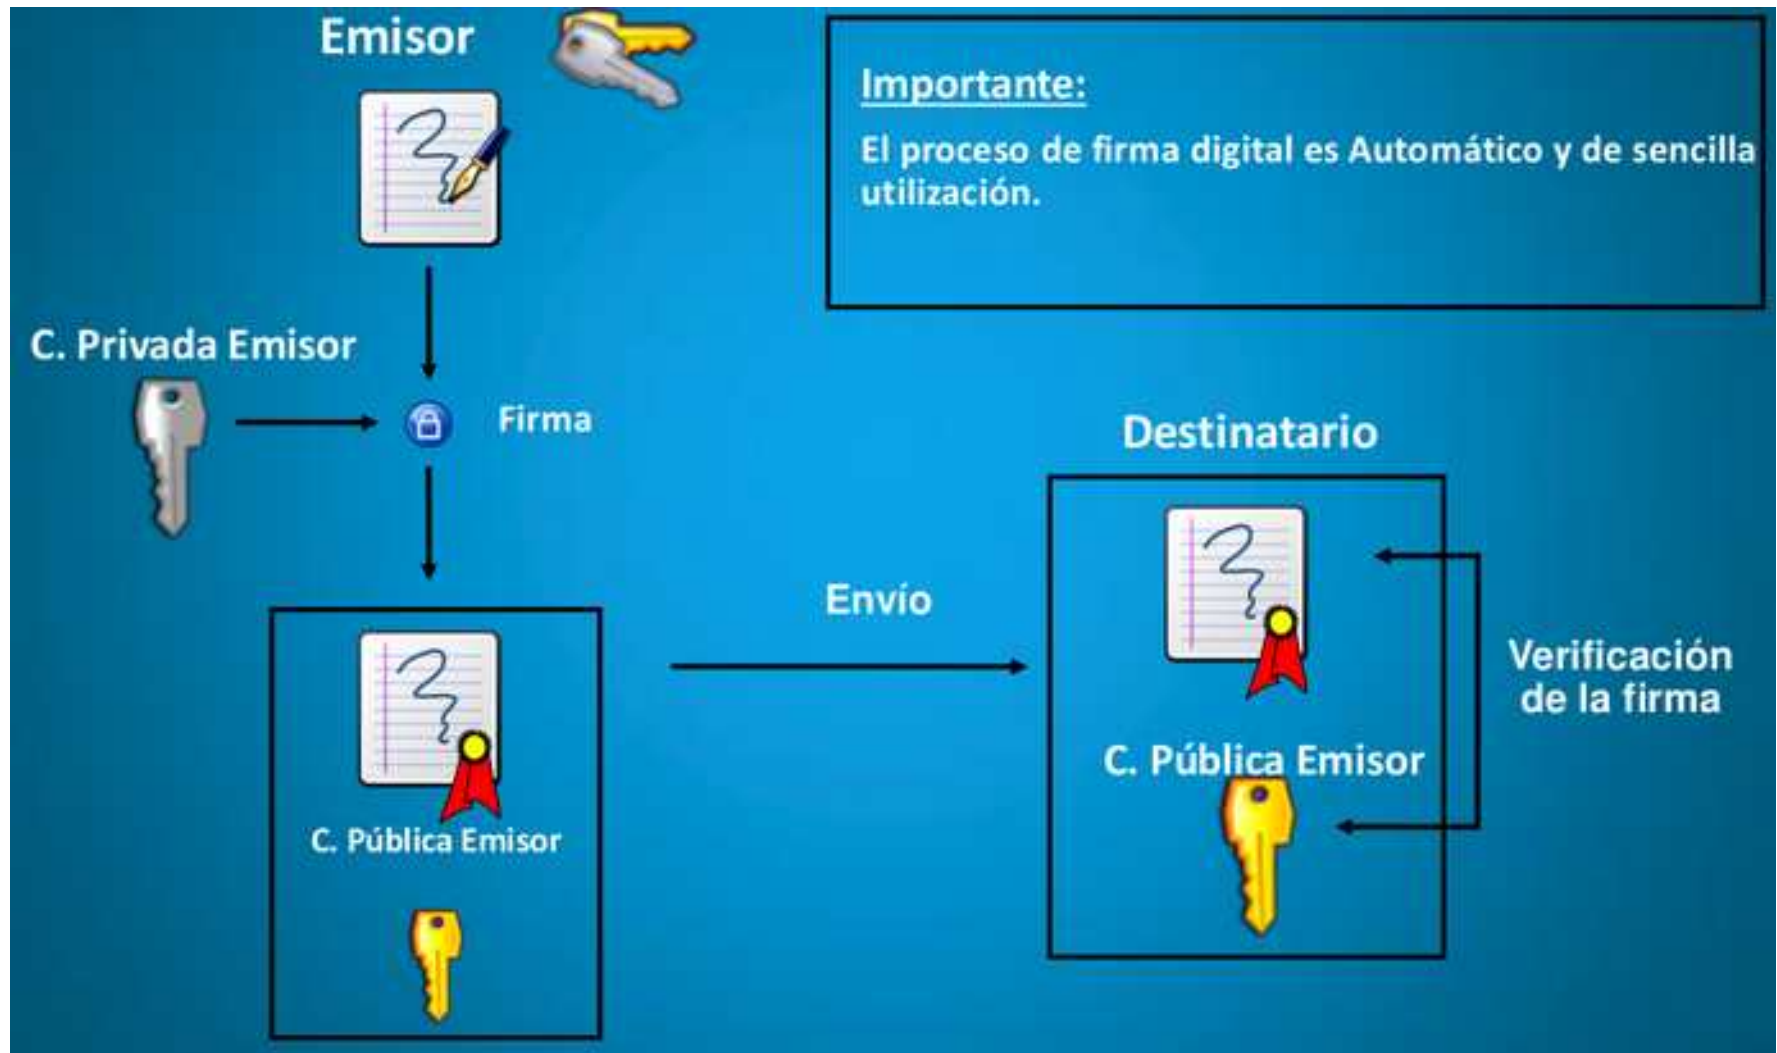 Emisor
Importante:
El proceso de firma digital es Automático y de sencilla
utilización.
C. Privada Emisor
Firma
Destinatario
Envío
Verificación
de la firma
C. Pública Emisor
C. Pública Emisor